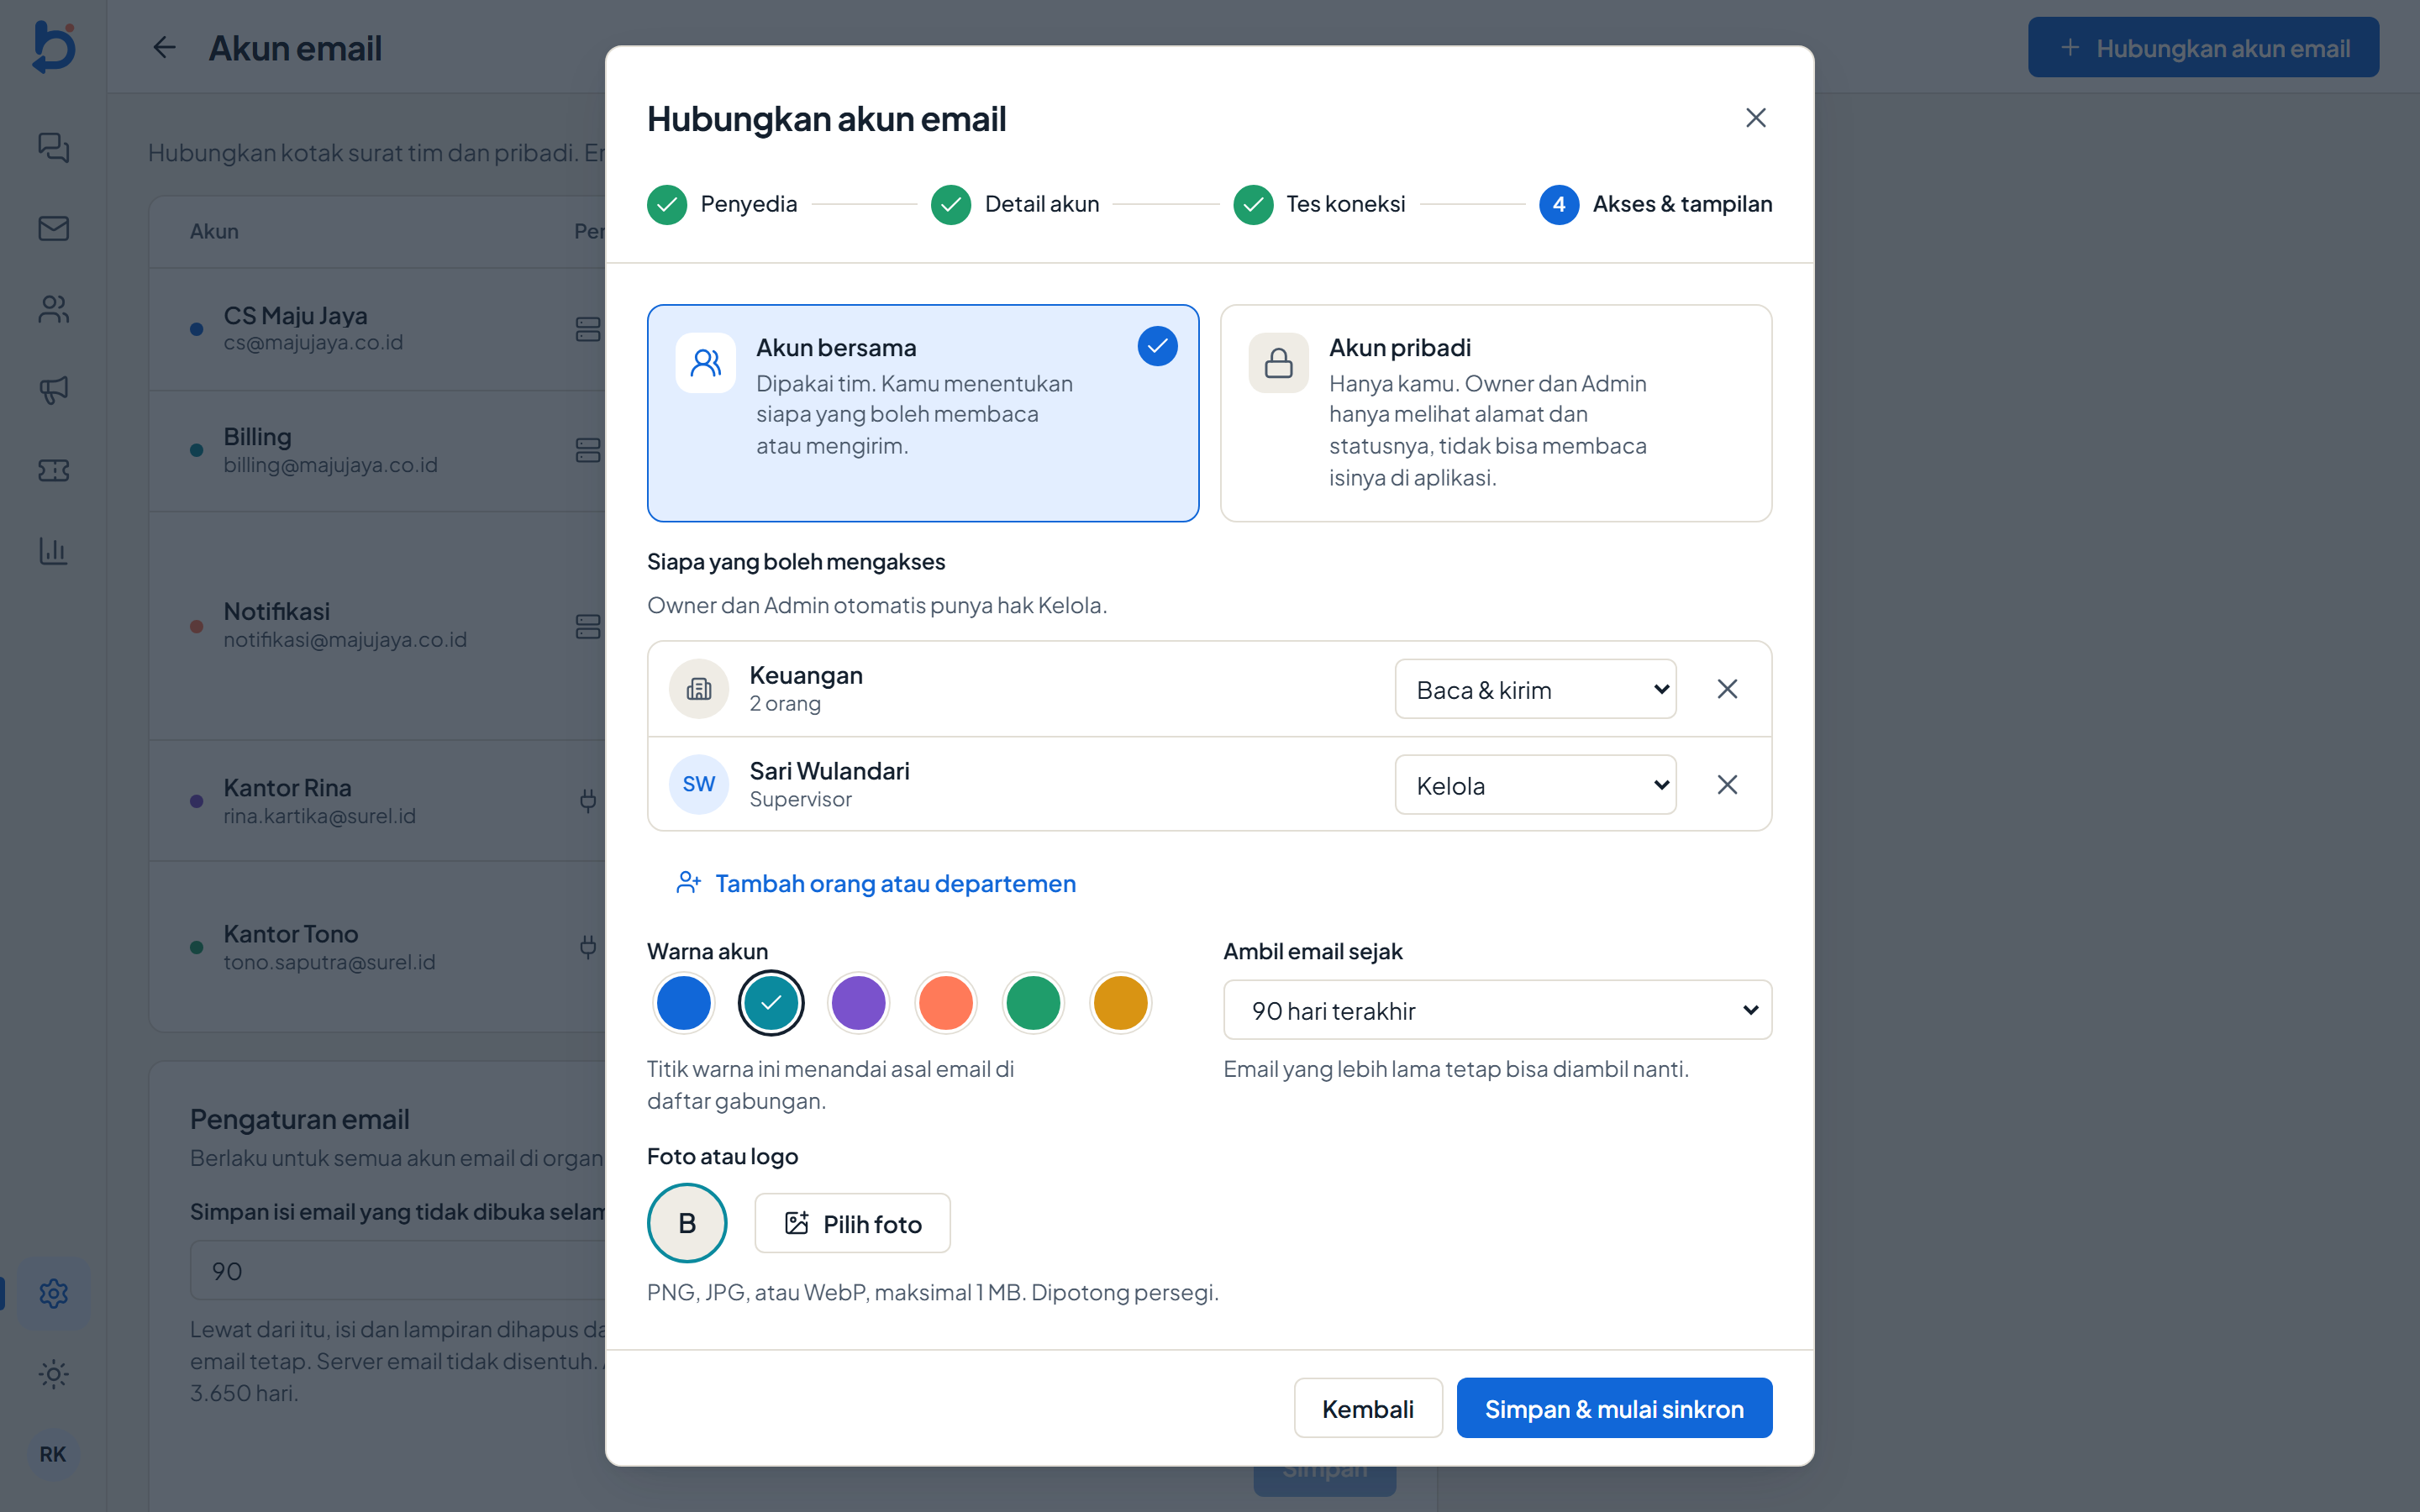 Akun email
Hubungkan akun email
Hubungkan kotak surat tim dan pribadi.
Akun
CS Maju Jaya
cs@majujaya.co.id
Billing
billing@majujaya.co.id
Notifikasi
notifikasi@majujaya.co.id
Kantor Rina
rina.kartika@surel.id
Kantor Tono
tono.saputra@surel.id
Pengaturan email
Berlaku untuk semua akun email di
Simpan isi email yang tidak dibuka
90
Lewat dari itu, isi dan lampiran dihapus
email tetap. Server email tidak disentuh.
3.650 hari.
RK
Hubungkan akun email
Penyedia
Detail akun
Tes koneksi
4 Akses & tampilan
Akun bersama
Dipakai tim. Kamu menentukan
siapa yang boleh membaca
atau mengirim.
Akun pribadi
Hanya kamu. Owner dan Admin
hanya melihat alamat dan
statusnya, tidak bisa membaca
isinya di aplikasi.
Siapa yang boleh mengakses
Owner dan Admin otomatis punya hak Kelola.
Keuangan
2 orang
Baca & kirim
SW
Sari Wulandari
Supervisor
Kelola
Tambah orang atau departemen
Warna akun
Titik warna ini menandai asal email di
daftar gabungan.
Ambil email sejak
90 hari terakhir
Email yang lebih lama tetap bisa diambil nanti.
Foto atau logo
B
Pilih foto
PNG, JPG, atau WebP, maksimal 1 MB. Dipotong persegi.
Kembali
Simpan & mulai sinkron
Simpan